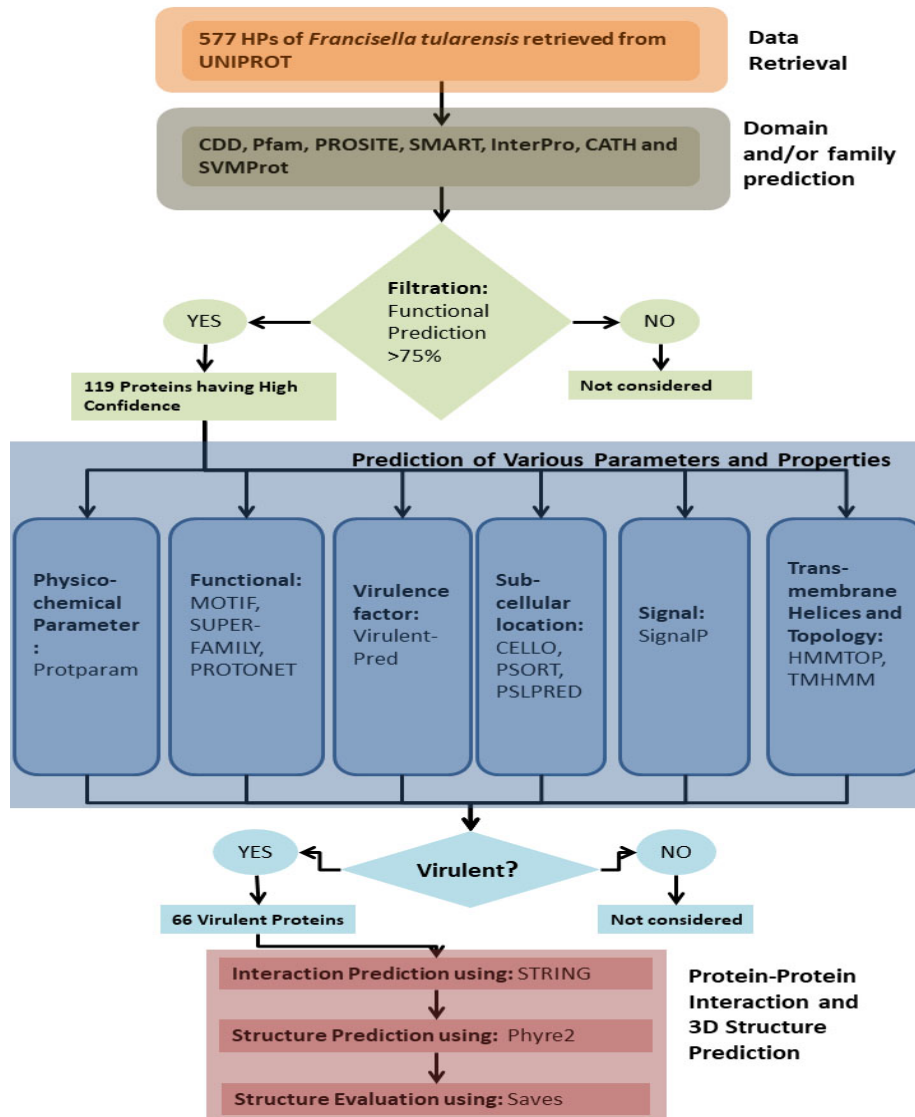 577 HPs of Francisella tularensis retrieved from
UNIPROT
Data
Retrieval
CDD, Pfam, PROSITE, SMART, InterPro, CATH and
SVMProt
Domain
and/or family
prediction
Filtration:
Functional
Prediction
>75%
YES
NO
119 Proteins having High
Confidence
Not considered
Prediction of Various Parameters and Properties
Physico-
chemical
Parameter
:
Protparam
Functional:
MOTIF,
SUPER-
FAMILY,
PROTONET
Virulence
factor:
Virulent-
Pred
Sub-
cellular
location:
CELLO,
PSORT,
PSLPRED
Signal:
SignalP
Trans-
membrane
Helices and
Topology:
HMMTOP,
TMHMM
YES
Virulent?
NO
66 Virulent Proteins
Not considered
Interaction Prediction using: STRING
Structure Prediction using: Phyre2
Structure Evaluation using: Saves
Protein-Protein
Interaction and
3D Structure
Prediction